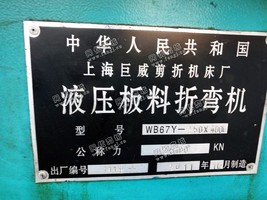 中华人民共和国
上海巨威剪折机床厂
液压板料折弯机
型号 WB67Y-
公称力 KN
出厂编号 年 月制造